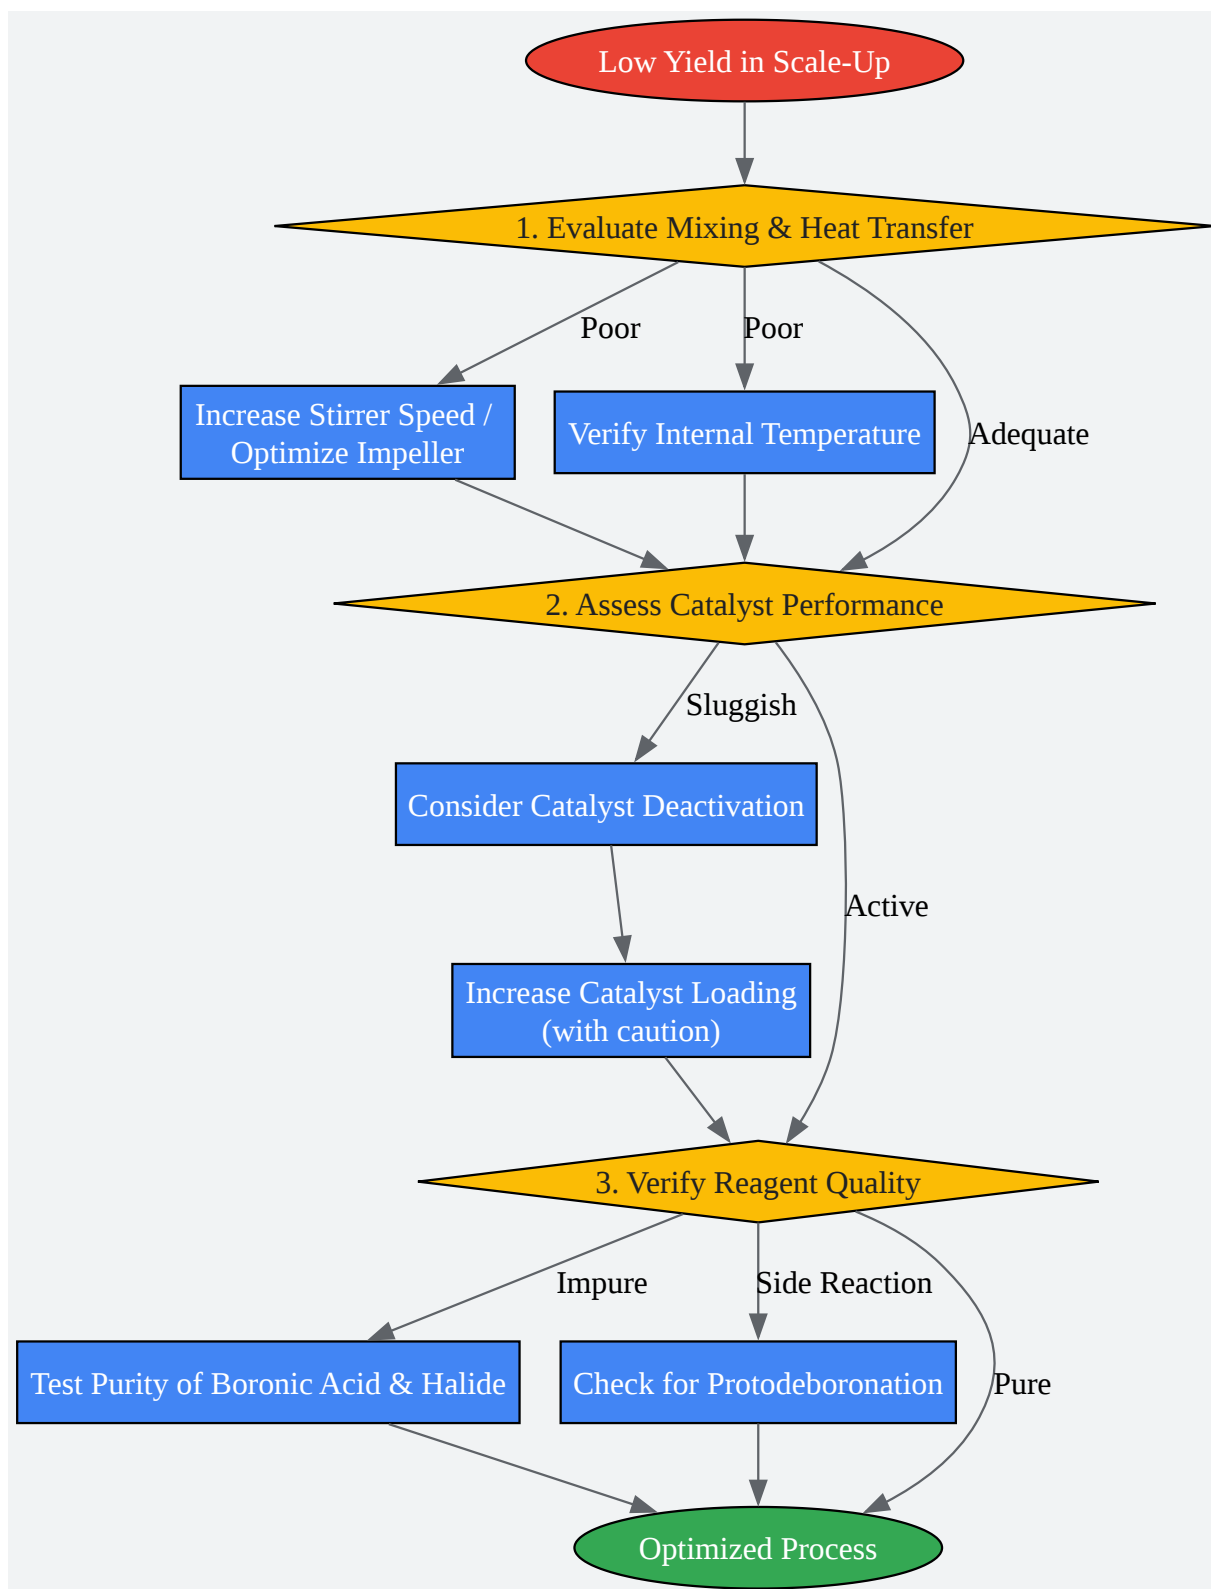 Low Yield in Scale-Up
1. Evaluate Mixing & Heat Transfer
Poor
Poor
Increase Stirrer Speed /
Optimize Impeller
Verify Internal Temperature
Adequate
2. Assess Catalyst Performance
Sluggish
Consider Catalyst Deactivation
Active
Increase Catalyst Loading
(with caution)
3. Verify Reagent Quality
Impure
Side Reaction
Test Purity of Boronic Acid & Halide
Check for Protodeboronation
Pure
Optimized Process